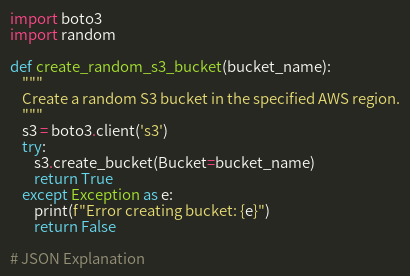 import boto3
import random

def create_random_s3_bucket(bucket_name):
    """
    Create a random S3 bucket in the specified AWS region.
    """
    s3 = boto3.client('s3')
    try:
        s3.create_bucket(Bucket=bucket_name)
        return True
    except Exception as e:
        print(f"Error creating bucket: {e}")
        return False

# JSON Explanation